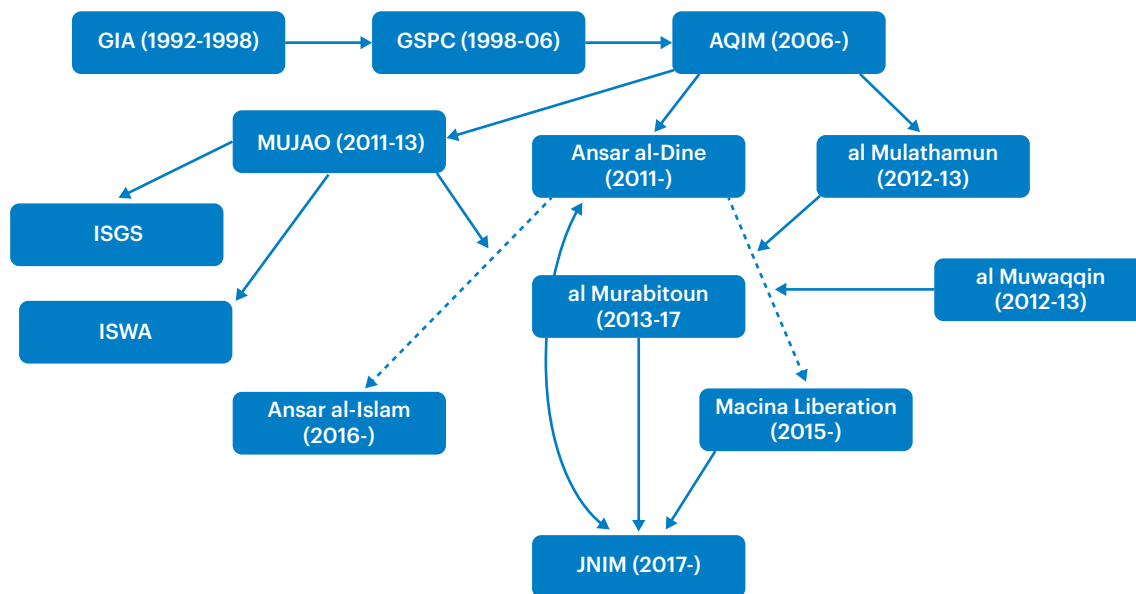 GIA (1992-1998)
GSPC (1998-06)
AQIM (2006-)
MUJAO (2011-13)
Ansar al-Dine
(2011-)
al Mulathamun
(2012-13)
ISGS
al Murabitoun
(2013-17
al Muwaqqin
(2012-13)
ISWA
Ansar al-Islam
(2016-)
Macina Liberation
(2015-)
JNIM (2017-)